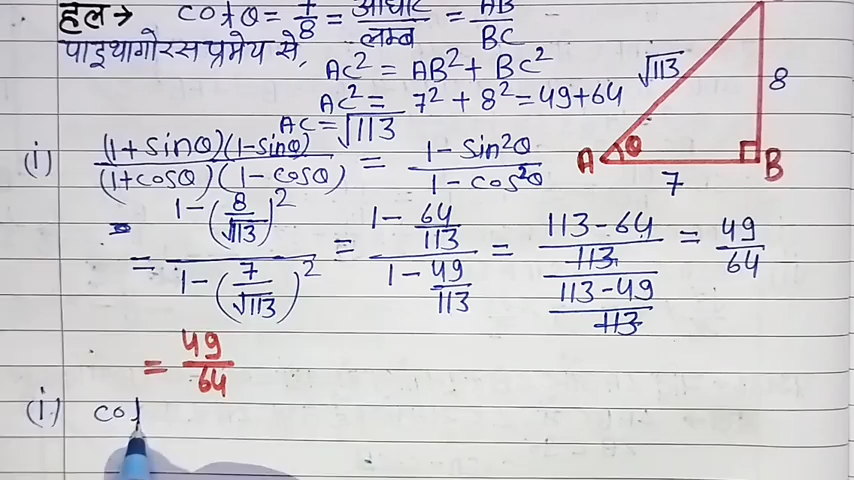 हल→ cotθ = 7/8 = आधार/लम्ब = AB/BC
पाइथागोरस प्रमेय से,
AC² = AB² + BC²
AC² = 7² + 8² = 49 + 64
AC = √113
(i) (1+sinθ)(1-sinθ)/(1+cosθ)(1-cosθ) = 1-sin²θ/1-cos²θ
= 1-(8/√113)²/1-(7/√113)² = 1-64/113/1-49/113 = 113-64/113/113-49/113 = 49/64
= 49/64
(i) cot
√113
8
A θ B
7